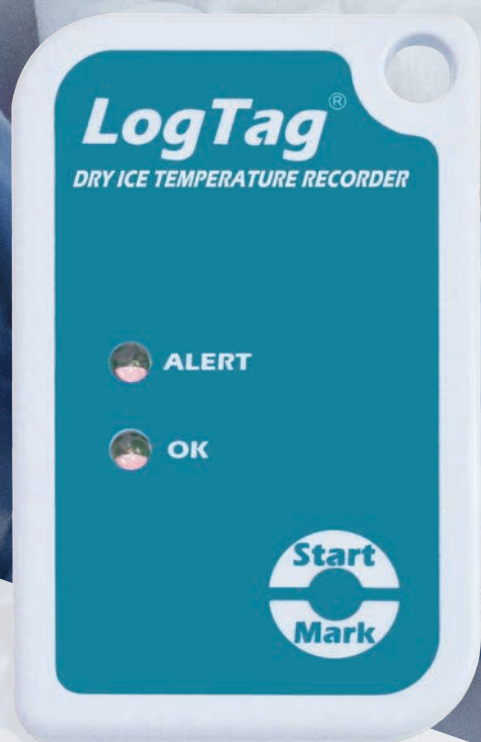 LogTag®
DRY ICE TEMPERATURE RECORDER
ALERT
OK
Start
Mark